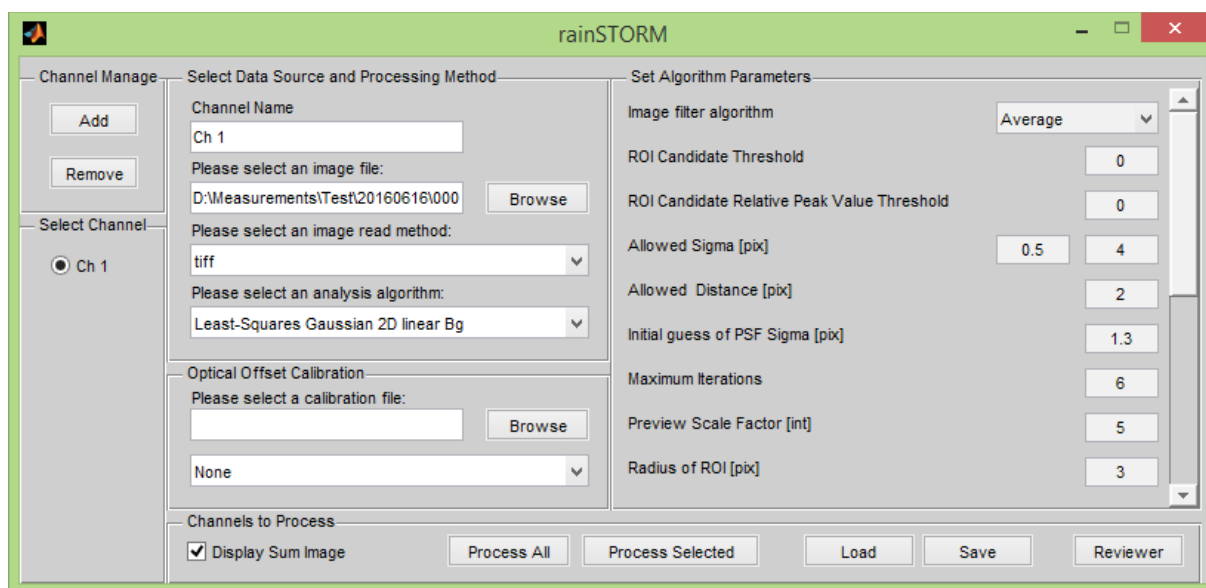 rainSTORM
Channel Manage
Add
Remove
Select Channel
Ch 1
Select Data Source and Processing Method
Channel Name
Ch 1
Please select an image file:
D:\Measurements\Test\20160616\000
Browse
Please select an image read method:
tiff
Please select an analysis algorithm:
Least-Squares Gaussian 2D linear Bg
Optical Offset Calibration
Please select a calibration file:
Browse
None
Set Algorithm Parameters
Image filter algorithm Average
ROI Candidate Threshold 0
ROI Candidate Relative Peak Value Threshold 0
Allowed Sigma [pix] 0.5 4
Allowed Distance [pix] 2
Initial guess of PSF Sigma [pix] 1.3
Maximum Iterations 6
Preview Scale Factor [int] 5
Radius of ROI [pix] 3
Channels to Process
Display Sum Image Process All Process Selected Load Save Reviewer